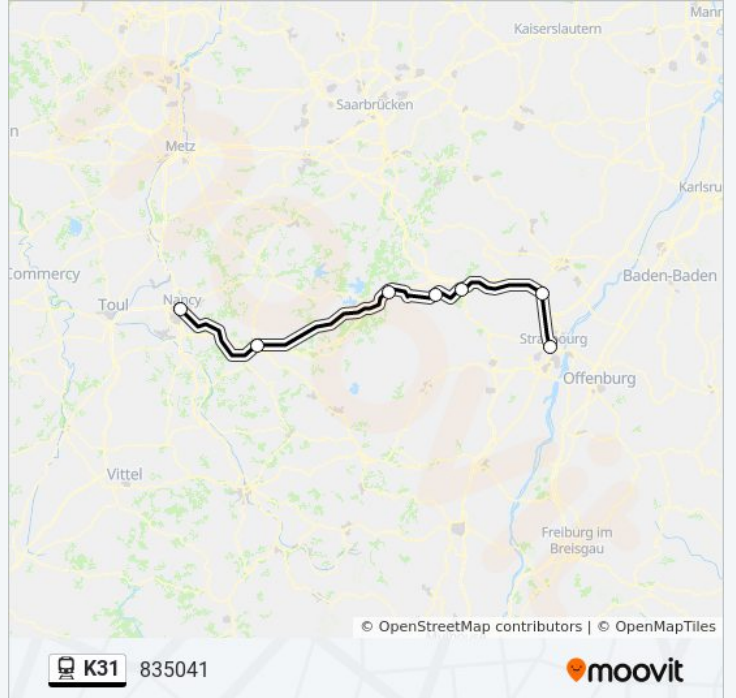 Mann
Kaiserslautern
Saarbrücken
n
Metz
Karlsru
Commercy
Baden-Baden
Toul
Nancy
Strasbourg
Offenburg
Vittel
Freiburg im
Breisgau
© OpenStreetMap contributors | © OpenMapTiles
K31 835041 moovit